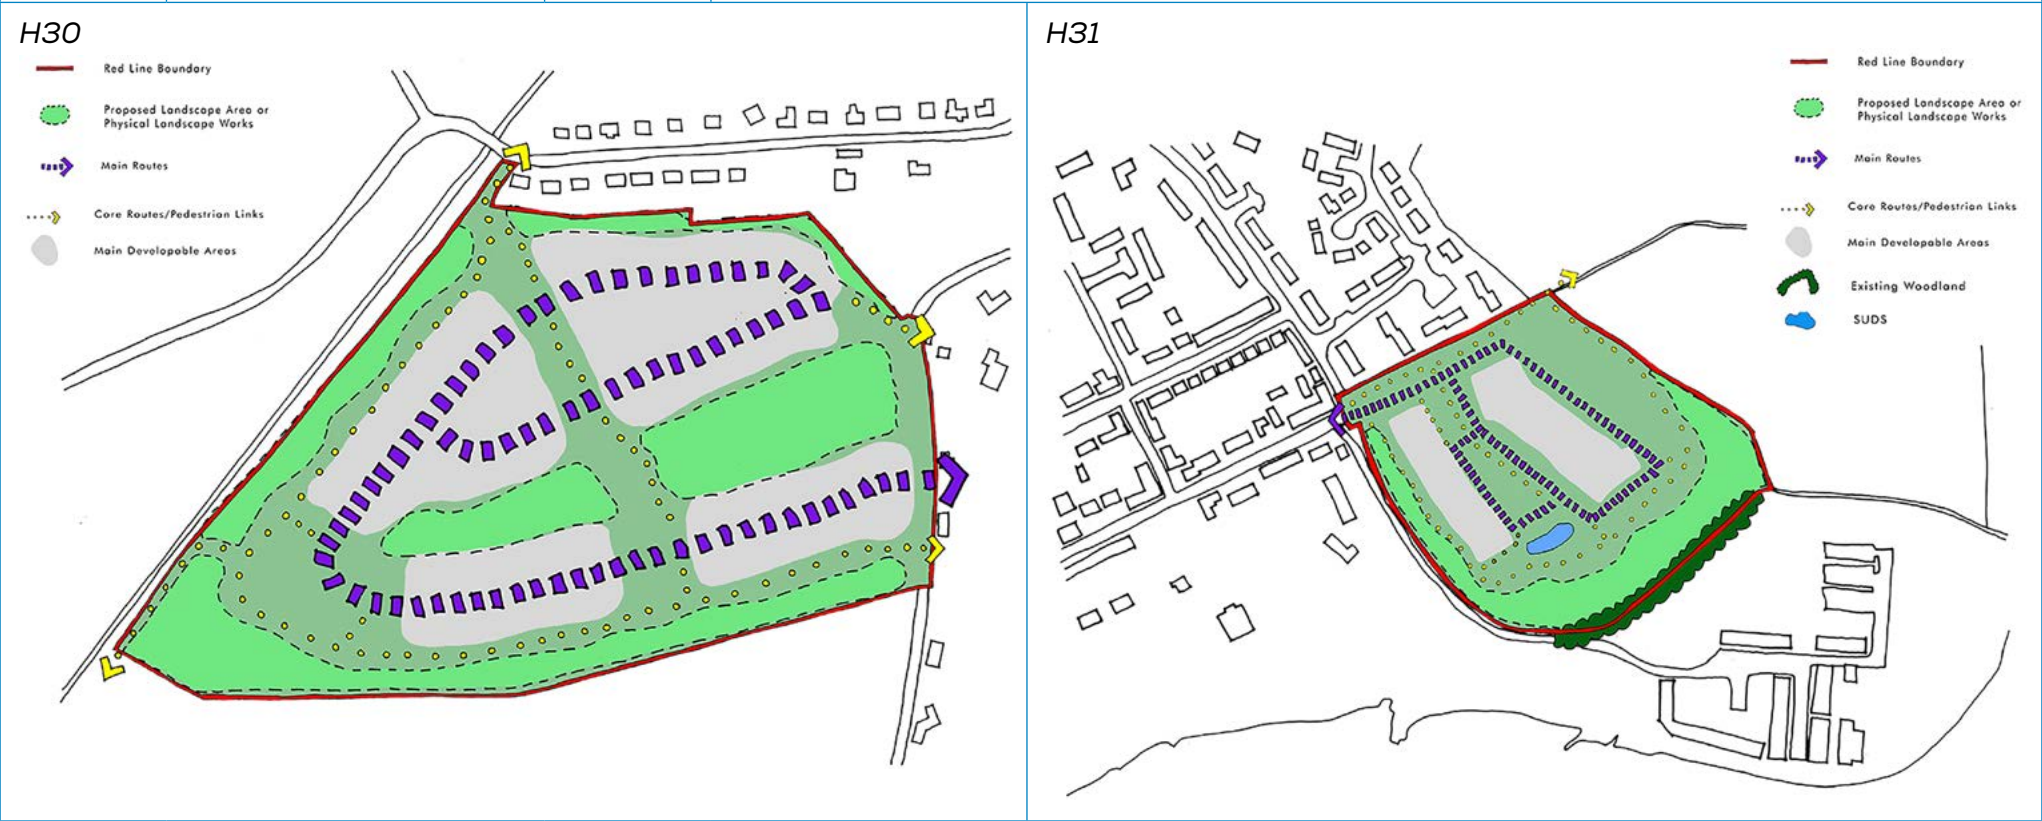 H30
Red Line Boundary
Proposed Landscape Area or
Physical Landscape Works
Main Routes
Core Routes/Pedestrian Links
Main Developable Areas
H31
Red Line Boundary
Proposed Landscape Area or
Physical Landscape Works
Main Routes
Core Routes/Pedestrian Links
Main Developable Areas
Existing Woodland
SUDS